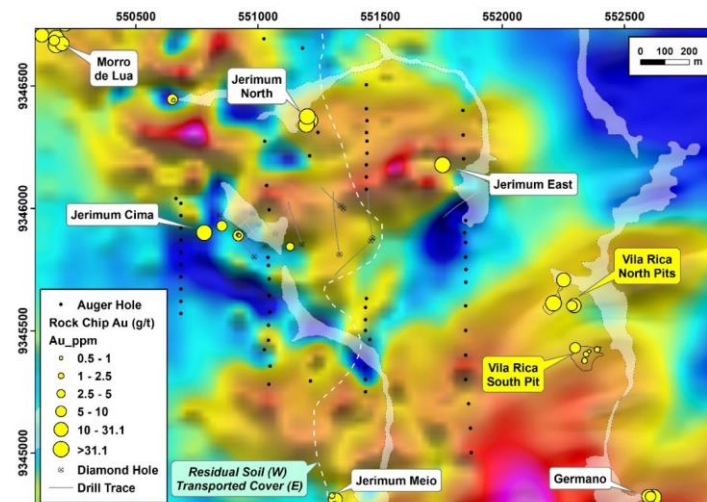 550500 551000 551500 552000 552500
0 100 200
m
Morro
de Lua
Jerimum
North
9346500
Jerimum East
9346000
Jerimum Cima
Vila Rica
North Pits
Auger Hole
Rock Chip Au (g/t)
Au_ppm
0.5 - 1
1 - 2.5
2.5 - 5
5 - 10
10 - 31.1
>31.1
Diamond Hole
Drill Trace
9345500
Vila Rica
South Pit
9345000
Residual Soil (W)
Transported Cover (E)
Jerimum Meio
Germano